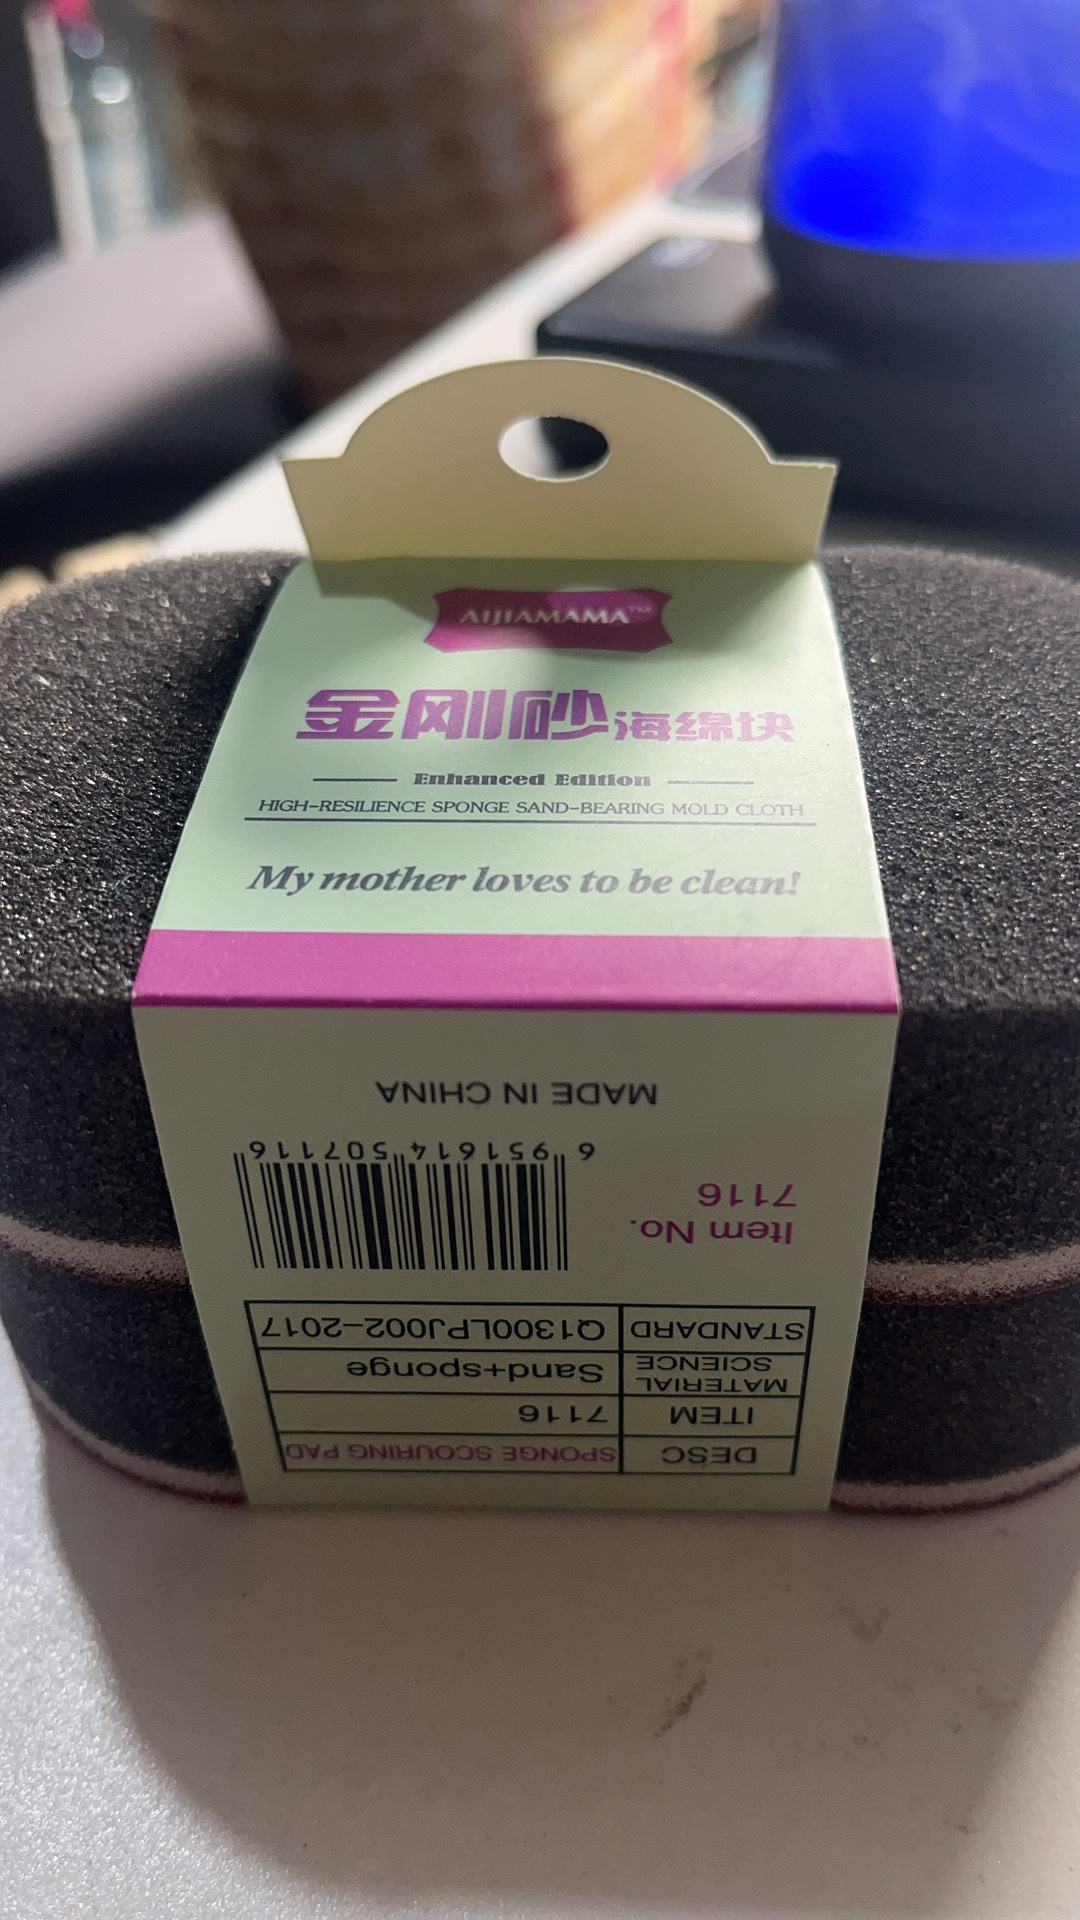 AIJIAMAMA™
金刚砂海绵块
Enhanced Edition
HIGH-RESILIENCE SPONGE SAND-BEARING MOLD CLOTH
My mother loves to be clean!
DESC SPONGE SCOURING PAD
ITEM 7116
MATERIAL SCIENCE Sand+sponge
STANDARD Q1300LPJ002-2017
Item No.
7116
6 951614 507116
MADE IN CHINA